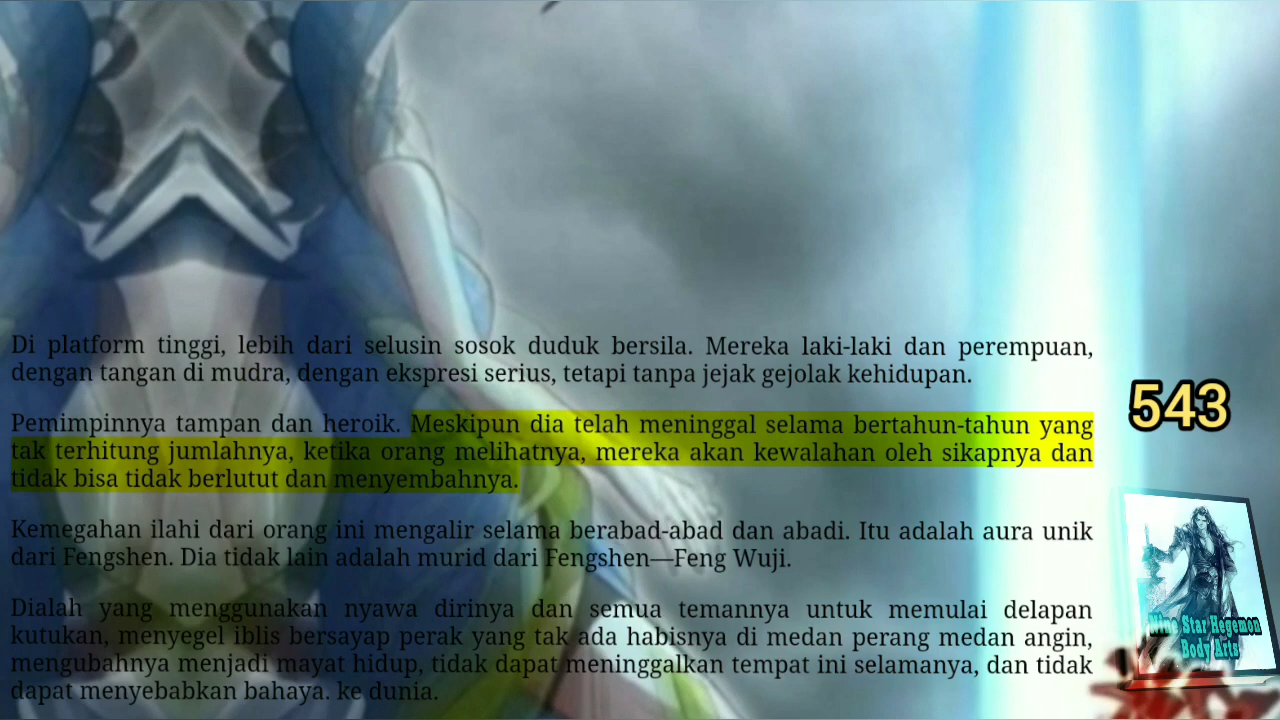 Di platform tinggi, lebih dari selusin sosok duduk bersila. Mereka laki-laki dan perempuan,
dengan tangan di mudra, dengan ekspresi serius, tetapi tanpa jejak gejolak kehidupan.
Pemimpinnya tampan dan heroik. Meskipun dia telah meninggal selama bertahun-tahun yang
tak terhitung jumlahnya, ketika orang melihatnya, mereka akan kewalahan oleh sikapnya dan
tidak bisa tidak berlutut dan menyembahnya.
Kemegahan ilahi dari orang ini mengalir selama berabad-abad dan abadi. Itu adalah aura unik
dari Fengshen. Dia tidak lain adalah murid dari Fengshen—Feng Wuji.
Dialah yang menggunakan nyawa dirinya dan semua temannya untuk memulai delapan
kutukan, menyegel iblis bersayap perak yang tak ada habisnya di medan perang medan angin,
mengubahnya menjadi mayat hidup, tidak dapat meninggalkan tempat ini selamanya, dan tidak
dapat menyebabkan bahaya. ke dunia.
543
Nine Star Hegemon
Body Arts